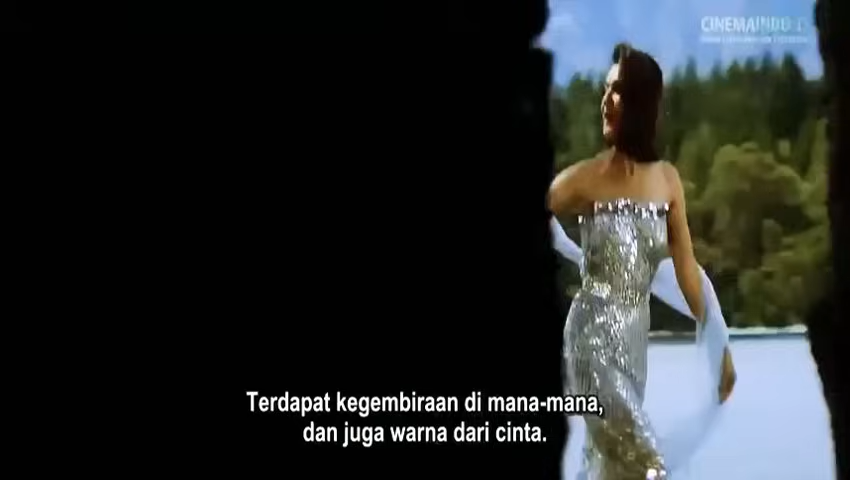 CINEMAINDO
Terdapat kegembiraan di mana-mana,
dan juga warna dari cinta.